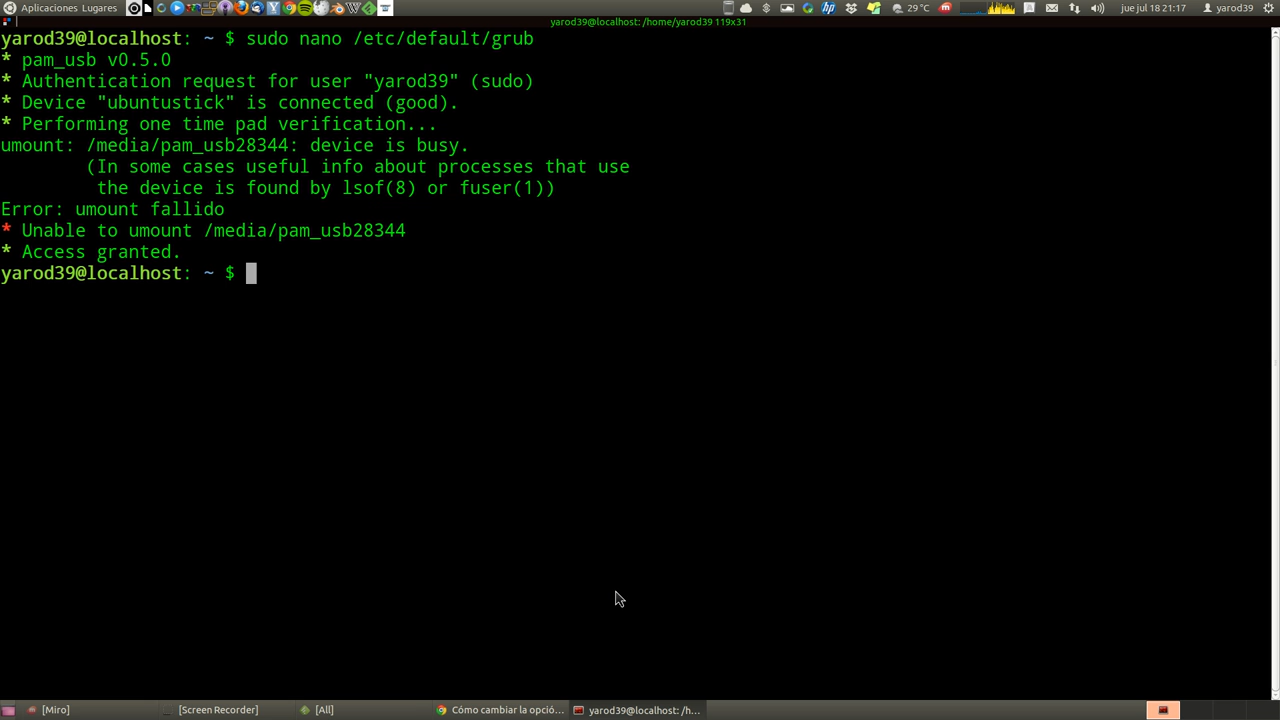 Aplicaciones Lugares
29 °C
jue jul 18 21:17
yarod39
yarod39@localhost: /home/yarod39 119x31
yarod39@localhost: ~ $ sudo nano /etc/default/grub
* pam_usb v0.5.0
* Authentication request for user "yarod39" (sudo)
* Device "ubuntustick" is connected (good).
* Performing one time pad verification...
umount: /media/pam_usb28344: device is busy.
(In some cases useful info about processes that use
the device is found by lsof(8) or fuser(1))
Error: umount fallido
* Unable to umount /media/pam_usb28344
* Access granted.
yarod39@localhost: ~ $
[Miro]
[Screen Recorder]
[All]
Cómo cambiar la opció...
yarod39@localhost: /h...